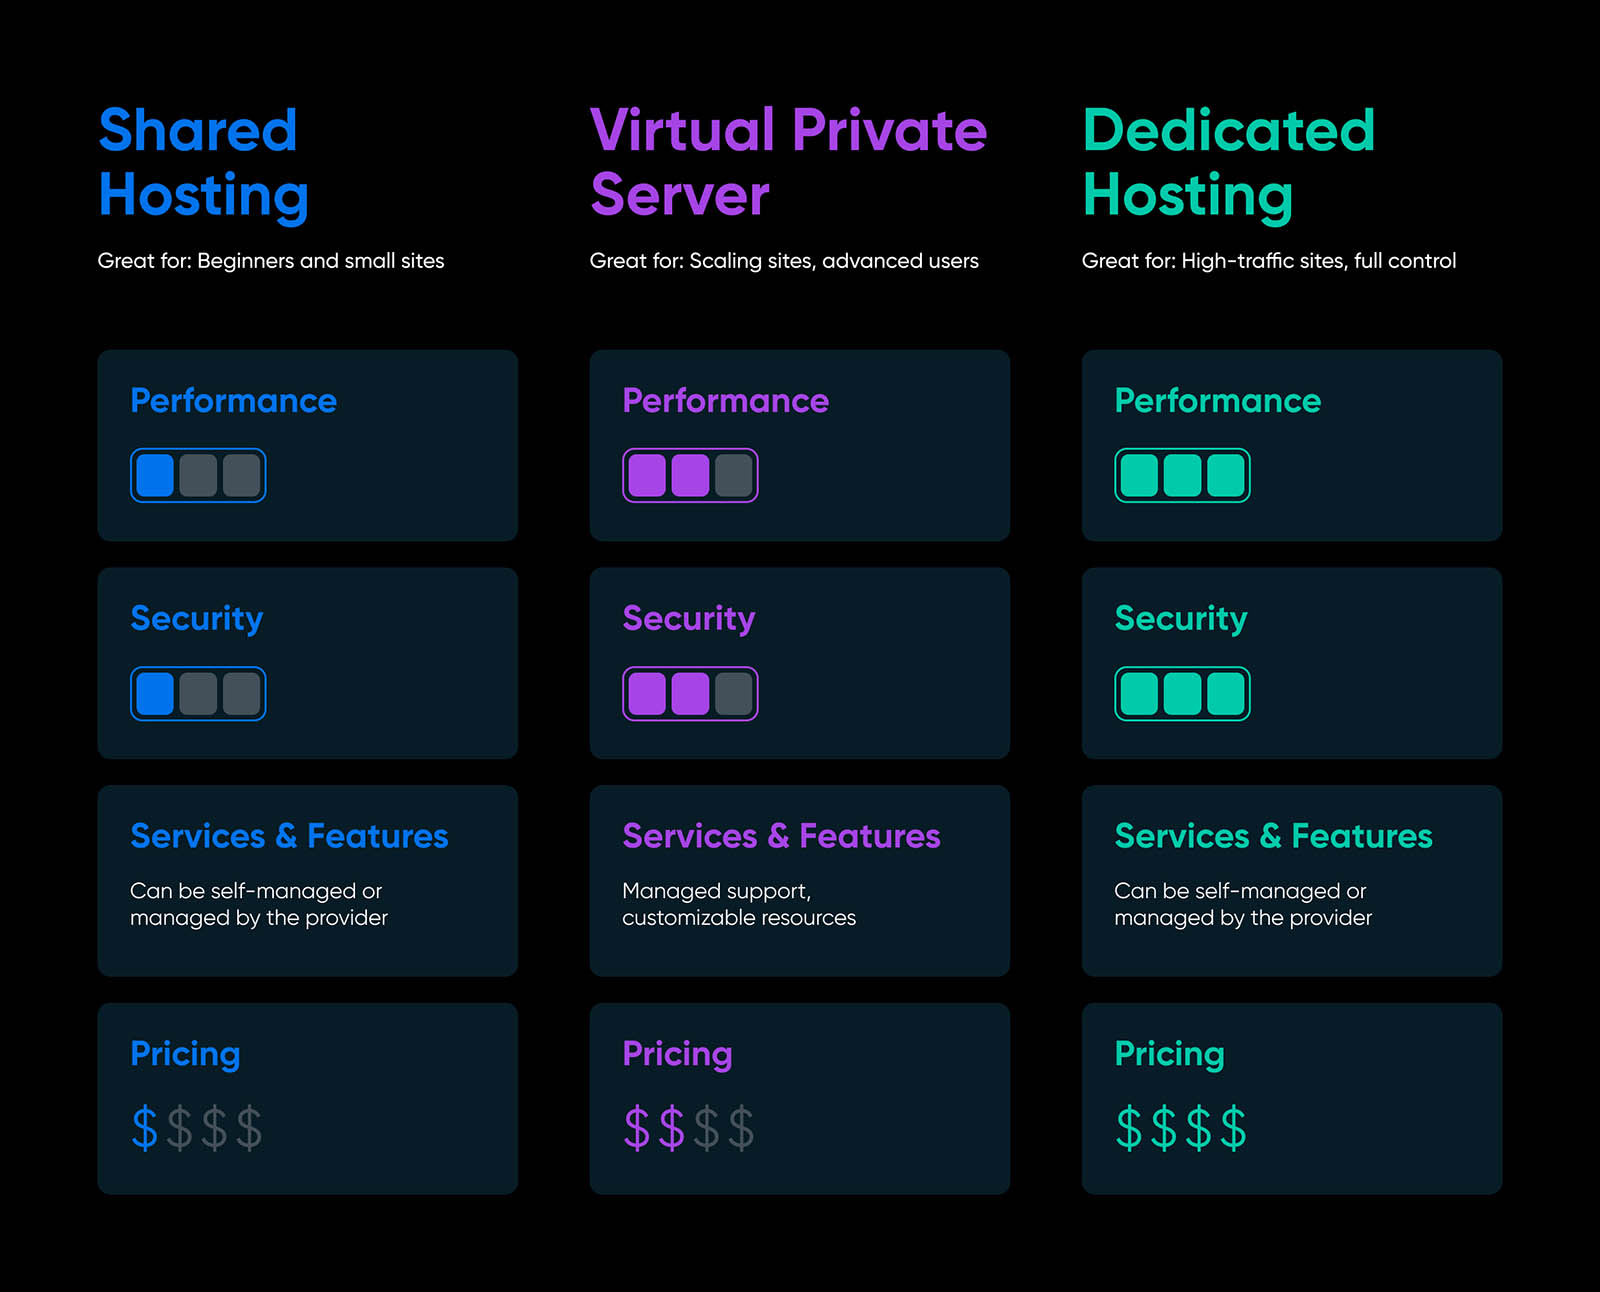 Shared
Hosting
Great for: Beginners and small sites
Performance
Security
Services & Features
Can be self-managed or
managed by the provider
Pricing
$$$$
Virtual Private
Server
Great for: Scaling sites, advanced users
Performance
Security
Services & Features
Managed support,
customizable resources
Pricing
$$$$
Dedicated
Hosting
Great for: High-traffic sites, full control
Performance
Security
Services & Features
Can be self-managed or
managed by the provider
Pricing
$$$$